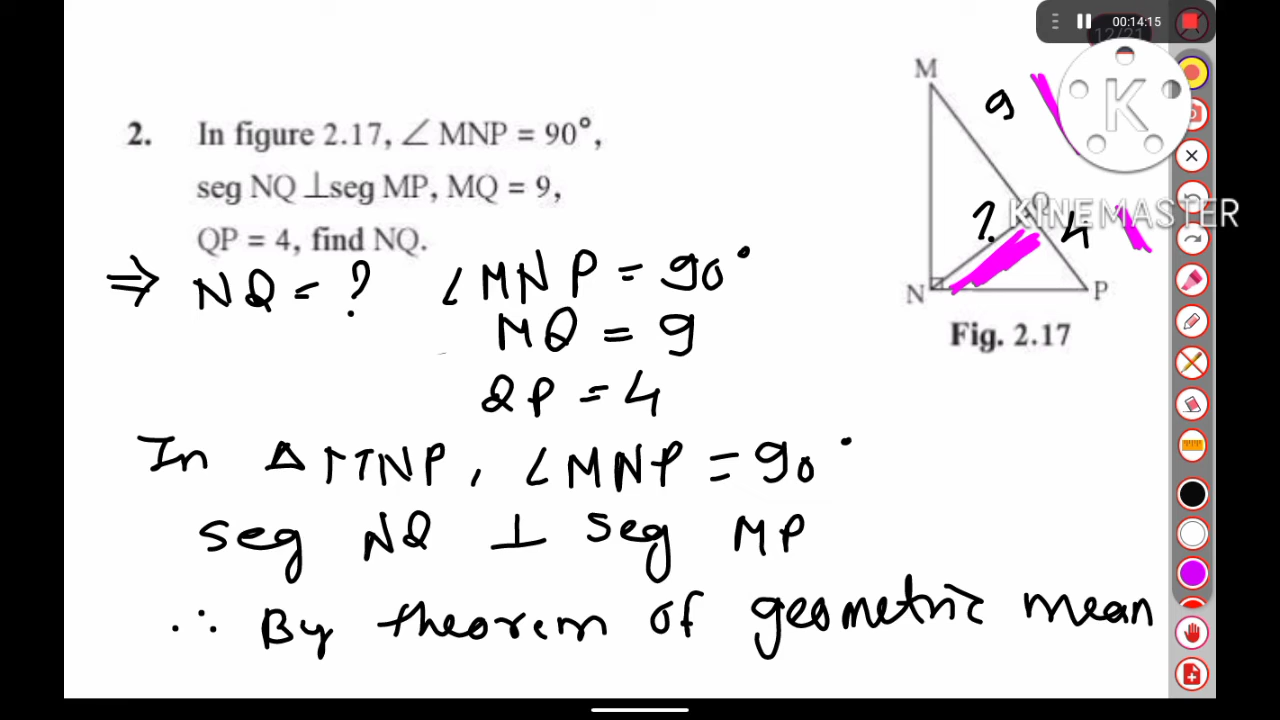 00:14:15
12/21
M
9
K
2. In figure 2.17, ∠ MNP = 90°,
seg NQ ⊥seg MP, MQ = 9,
QP = 4, find NQ.
Q
KINEMASTER
? 4
N P
Fig. 2.17
⇒ NQ = ? ∠MNP = 90°
MQ = 9
QP = 4
In △ MNP, ∠MNP = 90°
seg NQ ⊥ seg MP
∴ By theorem of geometric mean